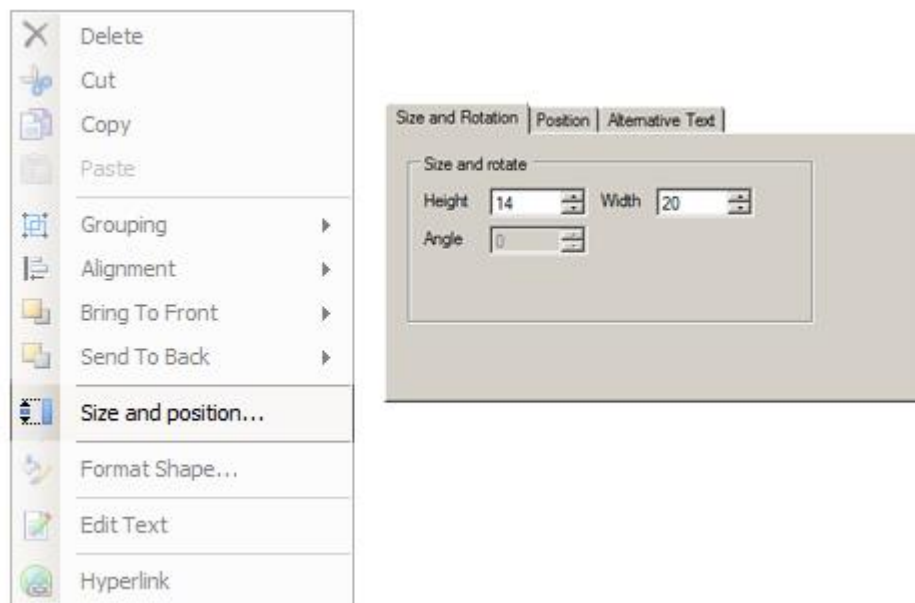 Delete
Cut
Copy
Paste
Grouping
Alignment
Bring To Front
Send To Back
Size and position...
Format Shape...
Edit Text
Hyperlink
Size and Rotation Position Alternative Text
Size and rotate
Height 14 Width 20
Angle 0